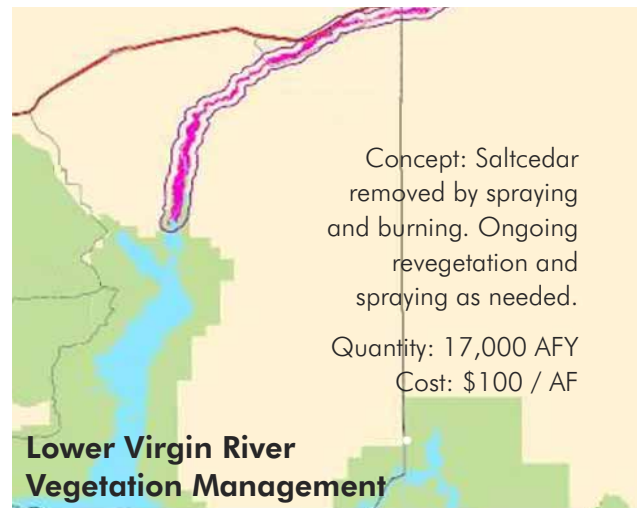 Concept: Saltcedar
removed by spraying
and burning. Ongoing
revegetation and
spraying as needed.
Quantity: 17,000 AFY
Cost: $100 / AF
Lower Virgin River
Vegetation Management